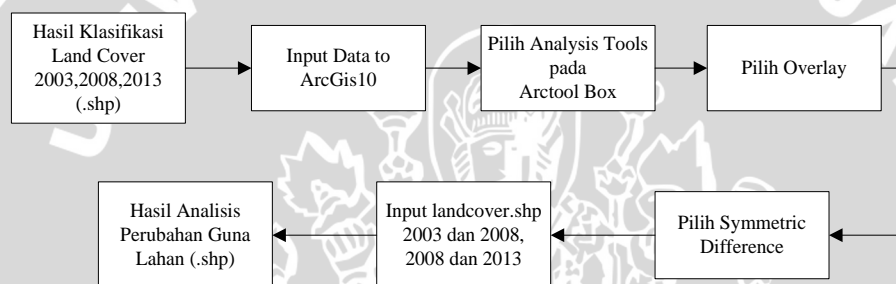 Hasil Klasifikasi
Land Cover
2003,2008,2013
(.shp)
Input Data to
ArcGis10
Pilih Analysis Tools
pada
Arctool Box
Pilih Overlay
Pilih Symmetric
Difference
Input landcover.shp
2003 dan 2008,
2008 dan 2013
Hasil Analisis
Perubahan Guna
Lahan (.shp)